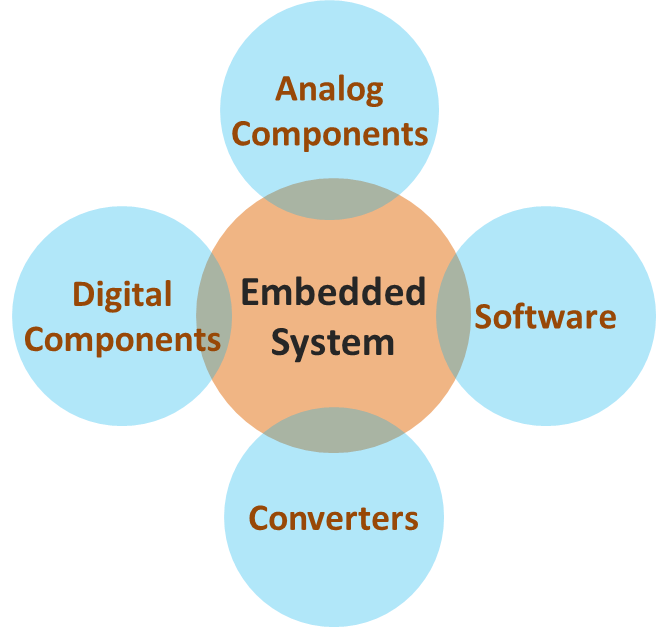 Analog
Components
Digital
Components
Embedded
System
Software
Converters